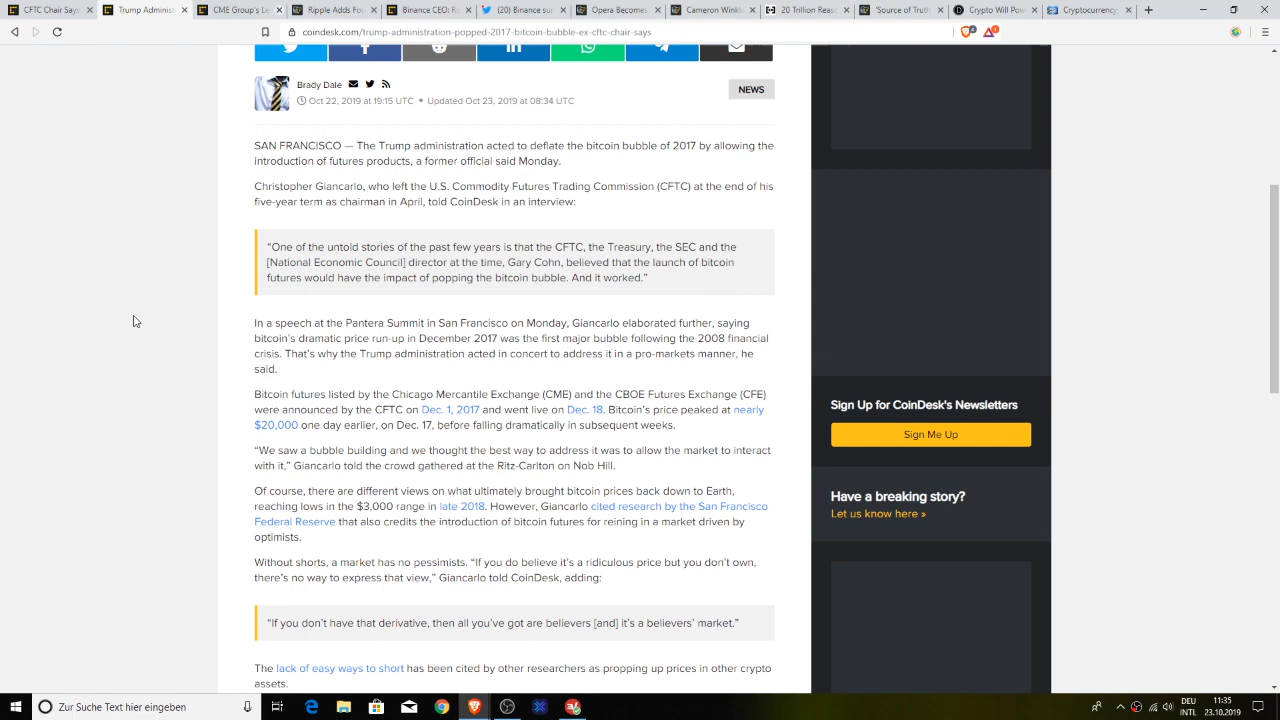 CFTC Chair Says
Trump Adminis
CME Group's Le
Ripple Adds Fou
Binance CEO: Ru
(20) Binance su
Opera Becomes
Cameron Winkle
20 Trillion Reaso
'Source of Truth
Crypto Will Pow
Cryptocurrency
coindesk.com/trump-administration-popped-2017-bitcoin-bubble-ex-cftc-chair-says
Brady Dale
Oct 22, 2019 at 19:15 UTC • Updated Oct 23, 2019 at 08:34 UTC
NEWS
SAN FRANCISCO — The Trump administration acted to deflate the bitcoin bubble of 2017 by allowing the
introduction of futures products, a former official said Monday.
Christopher Giancarlo, who left the U.S. Commodity Futures Trading Commission (CFTC) at the end of his
five-year term as chairman in April, told CoinDesk in an interview:
“One of the untold stories of the past few years is that the CFTC, the Treasury, the SEC and the
[National Economic Council] director at the time, Gary Cohn, believed that the launch of bitcoin
futures would have the impact of popping the bitcoin bubble. And it worked.”
In a speech at the Pantera Summit in San Francisco on Monday, Giancarlo elaborated further, saying
bitcoin’s dramatic price run-up in December 2017 was the first major bubble following the 2008 financial
crisis. That’s why the Trump administration acted in concert to address it in a pro-markets manner, he
said.
Bitcoin futures listed by the Chicago Mercantile Exchange (CME) and the CBOE Futures Exchange (CFE)
were announced by the CFTC on Dec. 1, 2017 and went live on Dec. 18. Bitcoin’s price peaked at nearly
$20,000 one day earlier, on Dec. 17, before falling dramatically in subsequent weeks.
“We saw a bubble building and we thought the best way to address it was to allow the market to interact
with it,” Giancarlo told the crowd gathered at the Ritz-Carlton on Nob Hill.
Of course, there are different views on what ultimately brought bitcoin prices back down to Earth,
reaching lows in the $3,000 range in late 2018. However, Giancarlo cited research by the San Francisco
Federal Reserve that also credits the introduction of bitcoin futures for reining in a market driven by
optimists.
Without shorts, a market has no pessimists. “If you do believe it’s a ridiculous price but you don’t own,
there’s no way to express that view,” Giancarlo told CoinDesk, adding:
“If you don’t have that derivative, then all you’ve got are believers [and] it’s a believers’ market.”
The lack of easy ways to short has been cited by other researchers as propping up prices in other crypto
assets.
Sign Up for CoinDesk's Newsletters
Sign Me Up
Have a breaking story?
Let us know here »
Zur Suche Text hier eingeben
DEU
INTL
11:35
23.10.2019